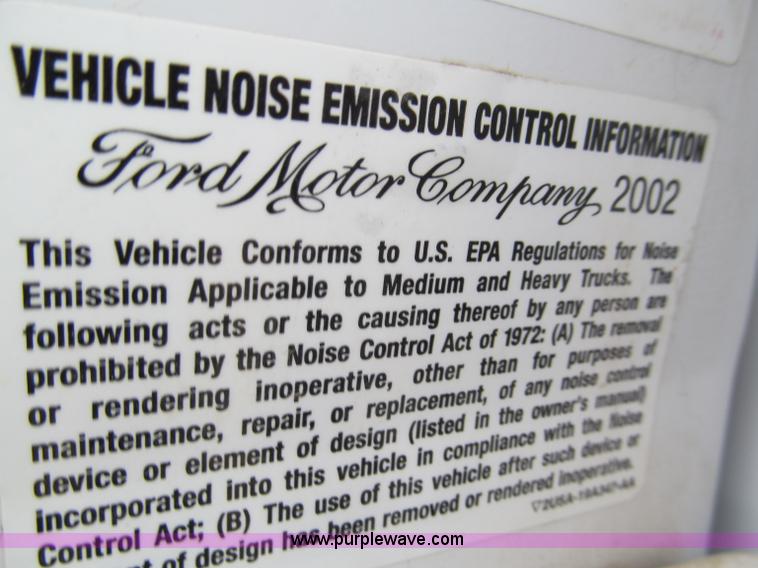 VEHICLE NOISE EMISSION CONTROL INFORMATION
Ford Motor Company 2002
This Vehicle Conforms to U.S. EPA Regulations for Noise
Emission Applicable to Medium and Heavy Trucks. The
following acts or the causing thereof by any person are
prohibited by the Noise Control Act of 1972: (A) The removal
or rendering inoperative, other than for purposes of
maintenance, repair, or replacement, of any noise control
device or element of design (listed in the owner's manual)
incorporated into this vehicle in compliance with the Noise
Control Act; (B) The use of this vehicle after such device or
of design has been removed or rendered inoperative.
www.purplewave.com